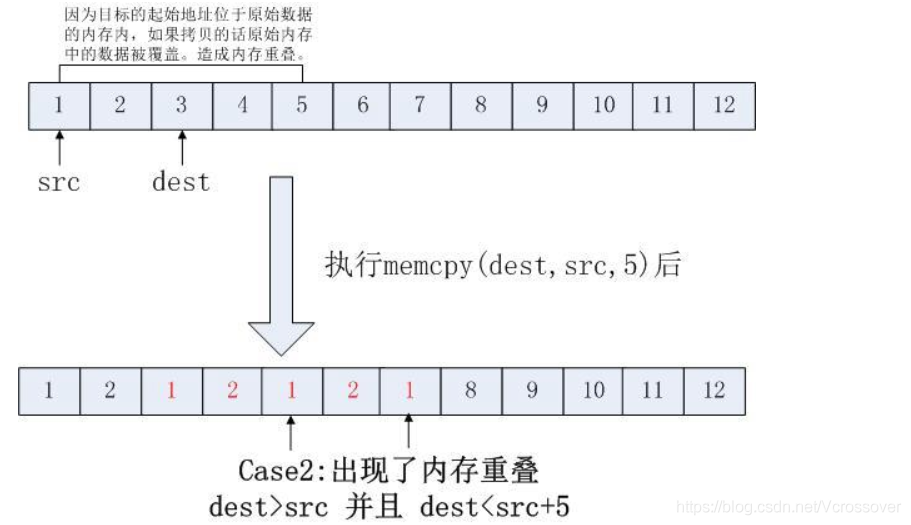 因为目标的起始地址位于原始数据
的内存内，如果拷贝的话原始内存
中的数据被覆盖。造成内存重叠。
1 2 3 4 5 6 7 8 9 10 11 12
src dest
执行memcpy(dest,src,5)后
1 2 1 2 1 2 1 8 9 10 11 12
Case2:出现了内存重叠
dest>src 并且 dest<src+5
https://blog.csdn.net/Vcrossover